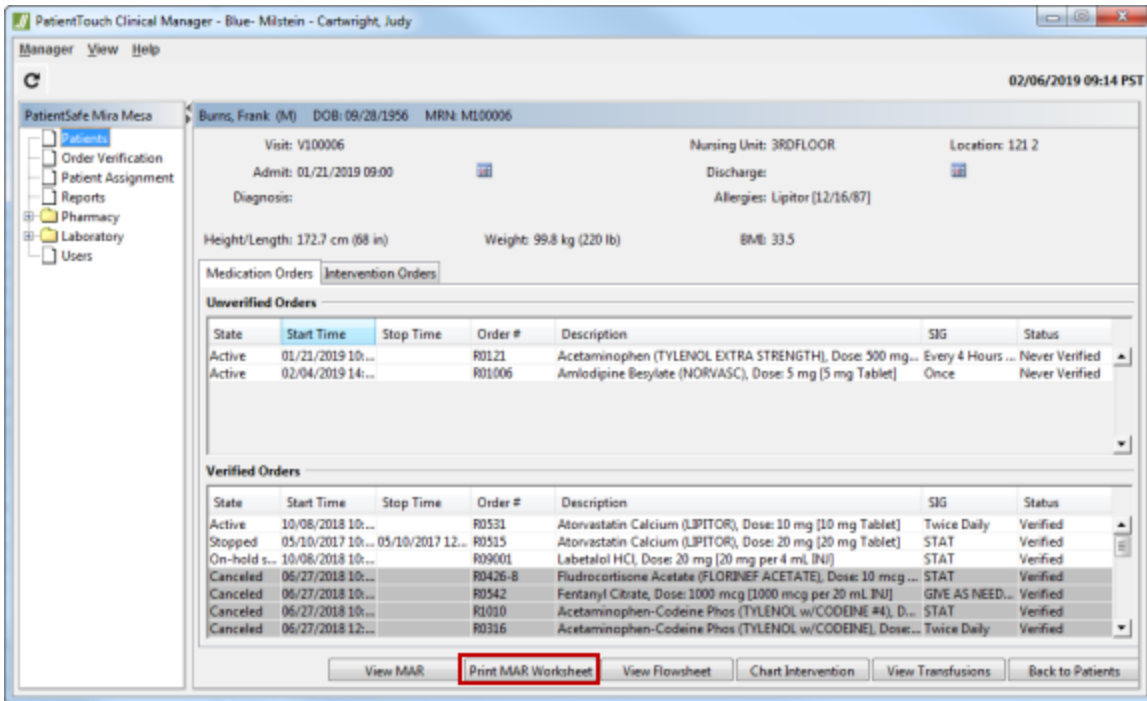 PatientTouch Clinical Manager - Blue- Milstein - Cartwright, Judy
Manager View Help
02/06/2019 09:14 PST
PatientSafe Mira Mesa
Patients
Order Verification
Patient Assignment
Reports
Pharmacy
Laboratory
Users
Burns, Frank (M) DOB: 09/28/1956 MRN: M100006
Visit: V100006 Nursing Unit: 3RDFLOOR Location: 121 2
Admit: 01/21/2019 09:00 Discharge:
Diagnosis: Allergies: Lipitor [12/16/87]
Height/Length: 172.7 cm (68 in) Weight: 99.8 kg (220 lb) BMI: 33.5
Medication Orders Intervention Orders
Unverified Orders
State Start Time Stop Time Order # Description SIG Status
Active 01/21/2019 10:... R0121 Acetaminophen (TYLENOL EXTRA STRENGTH), Dose: 500 mg... Every 4 Hours ... Never Verified
Active 02/04/2019 14:... R01006 Amlodipine Besylate (NORVASC), Dose: 5 mg [5 mg Tablet] Once Never Verified
Verified Orders
State Start Time Stop Time Order # Description SIG Status
Active 10/08/2018 10:... R0531 Atorvastatin Calcium (LIPITOR), Dose: 10 mg [10 mg Tablet] Twice Daily Verified
Stopped 05/10/2017 10:... 05/10/2017 12... R0515 Atorvastatin Calcium (LIPITOR), Dose: 20 mg [20 mg Tablet] STAT Verified
On-hold s... 10/08/2018 10:... R09001 Labetalol HCl, Dose: 20 mg [20 mg per 4 mL INJ] STAT Verified
Canceled 06/27/2018 10:... R0426-8 Fludrocortisone Acetate (FLORINEF ACETATE), Dose: 10 mcg ... STAT Verified
Canceled 06/27/2018 10:... R0542 Fentanyl Citrate, Dose: 1000 mcg [1000 mcg per 20 mL INJ] GIVE AS NEED... Verified
Canceled 06/27/2018 10:... R1010 Acetaminophen-Codeine Phos (TYLENOL w/CODEINE #4), D... STAT Verified
Canceled 06/27/2018 12:... R0316 Acetaminophen-Codeine Phos (TYLENOL w/CODEINE), Dose:... Twice Daily Verified
View MAR Print MAR Worksheet View Flowsheet Chart Intervention View Transfusions Back to Patients